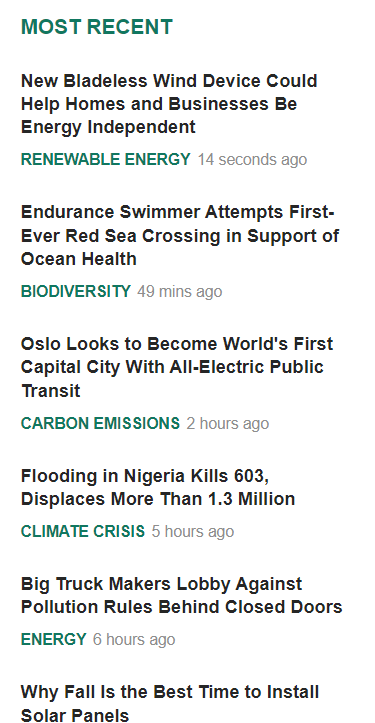 MOST RECENT
New Bladeless Wind Device Could
Help Homes and Businesses Be
Energy Independent
RENEWABLE ENERGY 14 seconds ago
Endurance Swimmer Attempts First-
Ever Red Sea Crossing in Support of
Ocean Health
BIODIVERSITY 49 mins ago
Oslo Looks to Become World's First
Capital City With All-Electric Public
Transit
CARBON EMISSIONS 2 hours ago
Flooding in Nigeria Kills 603,
Displaces More Than 1.3 Million
CLIMATE CRISIS 5 hours ago
Big Truck Makers Lobby Against
Pollution Rules Behind Closed Doors
ENERGY 6 hours ago
Why Fall Is the Best Time to Install
Solar Panels